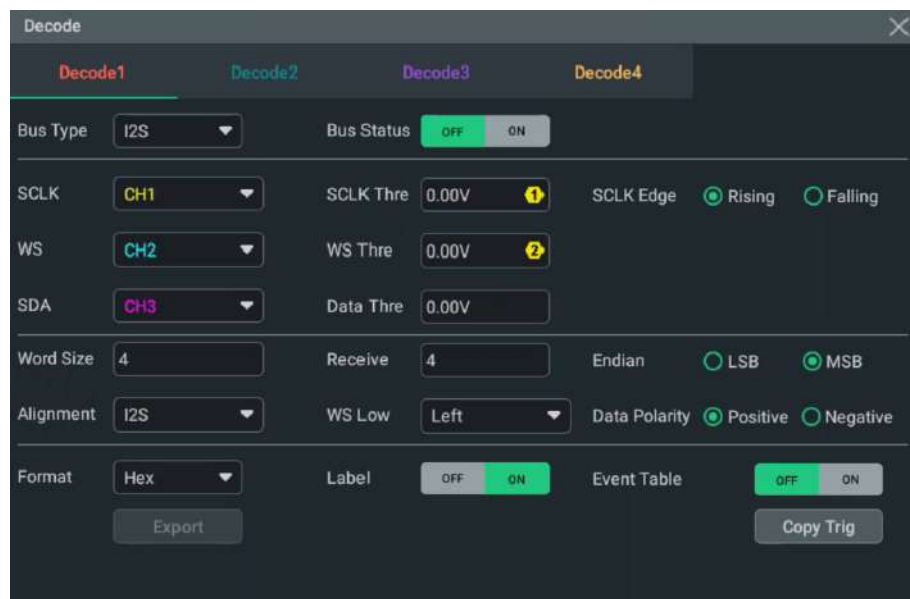 Decode
Decode1 Decode2 Decode3 Decode4
Bus Type I2S Bus Status OFF ON
SCLK CH1 SCLK Thre 0.00V 1 SCLK Edge Rising Falling
WS CH2 WS Thre 0.00V 2
SDA CH3 Data Thre 0.00V
Word Size 4 Receive 4 Endian LSB MSB
Alignment I2S WS Low Left Data Polarity Positive Negative
Format Hex Label OFF ON Event Table OFF ON
Export Copy Trig